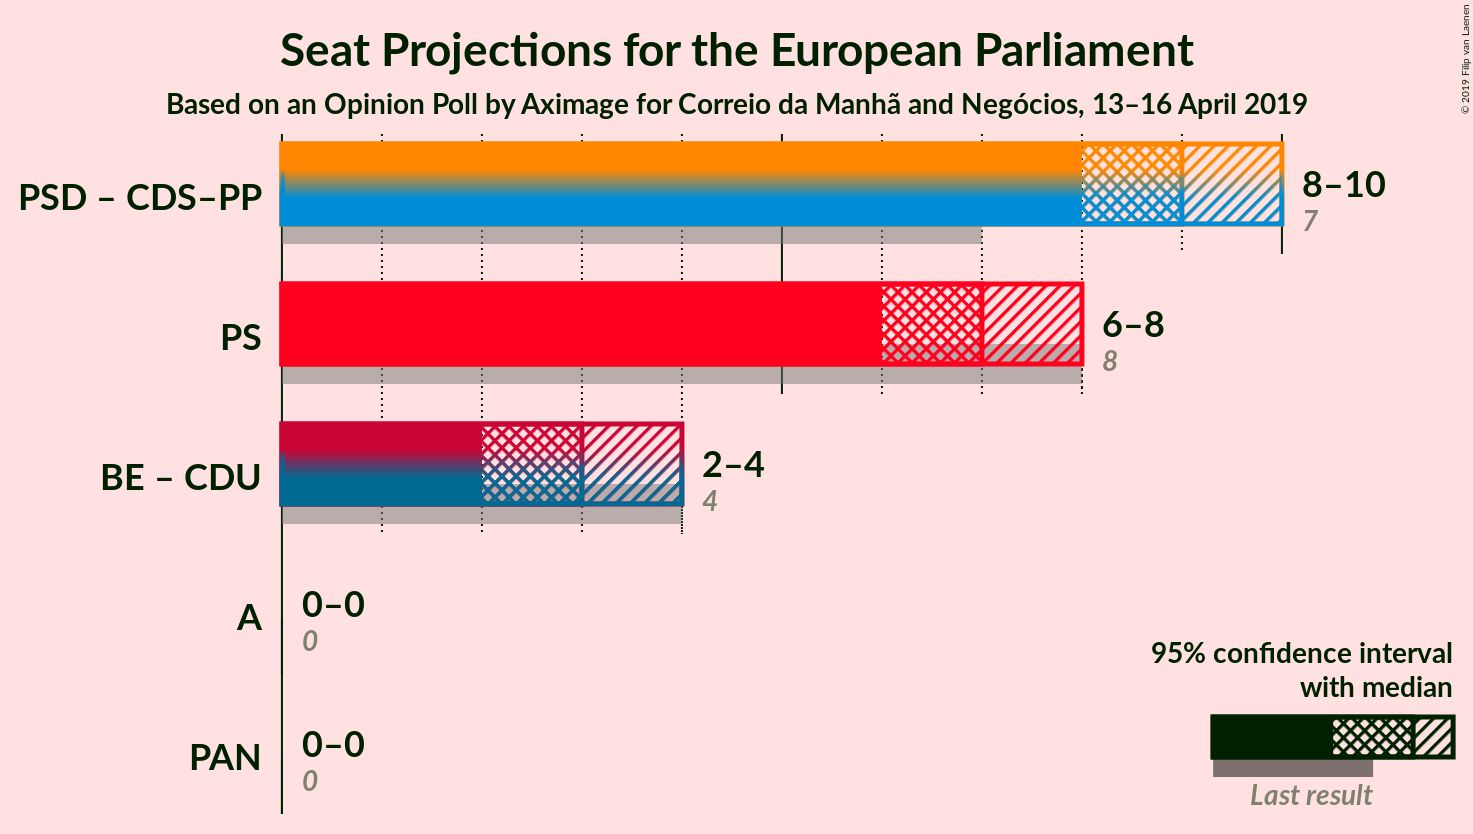 Seat Projections for the European Parliament
Based on an Opinion Poll by Aximage for Correio da Manhã and Negócios, 13–16 April 2019
© 2019 Filip van Laenen
PSD – CDS–PP
8–10
7
PS
6–8
8
BE – CDU
2–4
4
A
0–0
0
PAN
0–0
0
95% confidence interval
with median
Last result